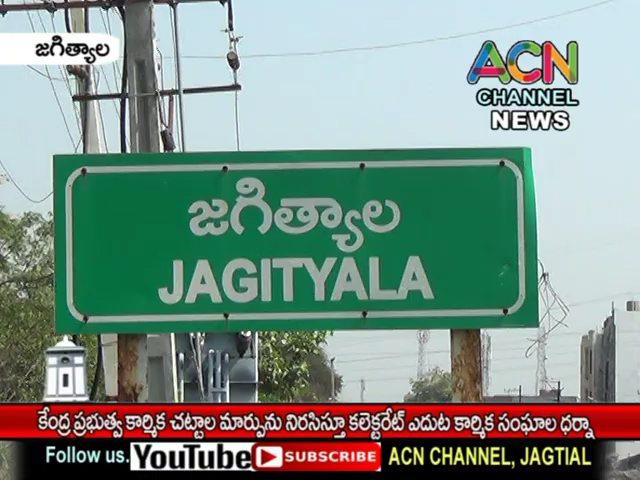 జగిత్యాల
ACN
CHANNEL
NEWS
జగిత్యాల
JAGITYALA
కేంద్ర ప్రభుత్వ కార్మిక చట్టాల మార్పును నిరసిస్తూ కలెక్టరేట్ ఎదుట కార్మిక సంఘాల ధర్నా
Follow us. YouTube SUBSCRIBE ACN CHANNEL, JAGTIAL